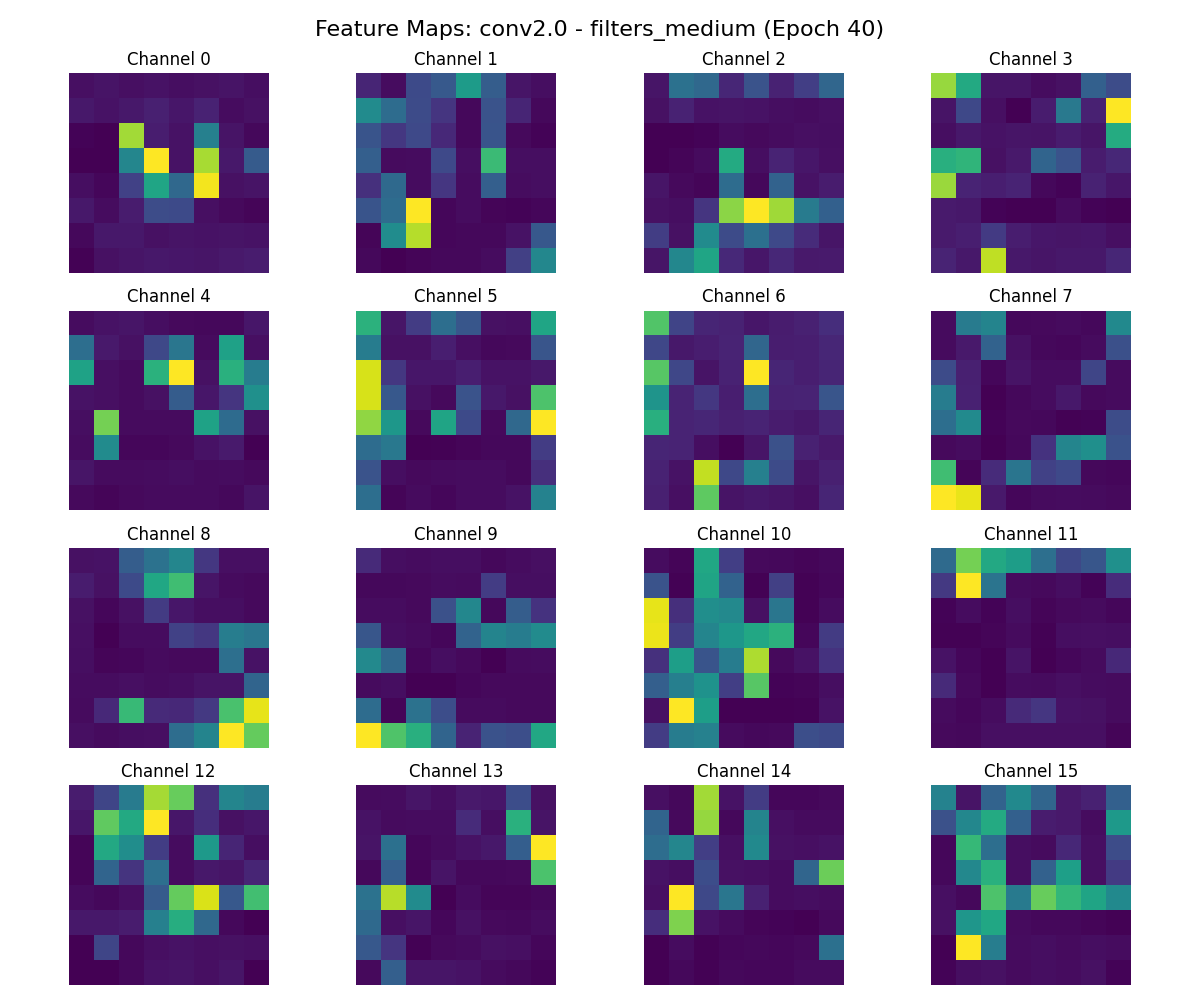 Feature Maps: conv2.0 - filters_medium (Epoch 40)
Channel 0
Channel 1
Channel 2
Channel 3
Channel 4
Channel 5
Channel 6
Channel 7
Channel 8
Channel 9
Channel 10
Channel 11
Channel 12
Channel 13
Channel 14
Channel 15